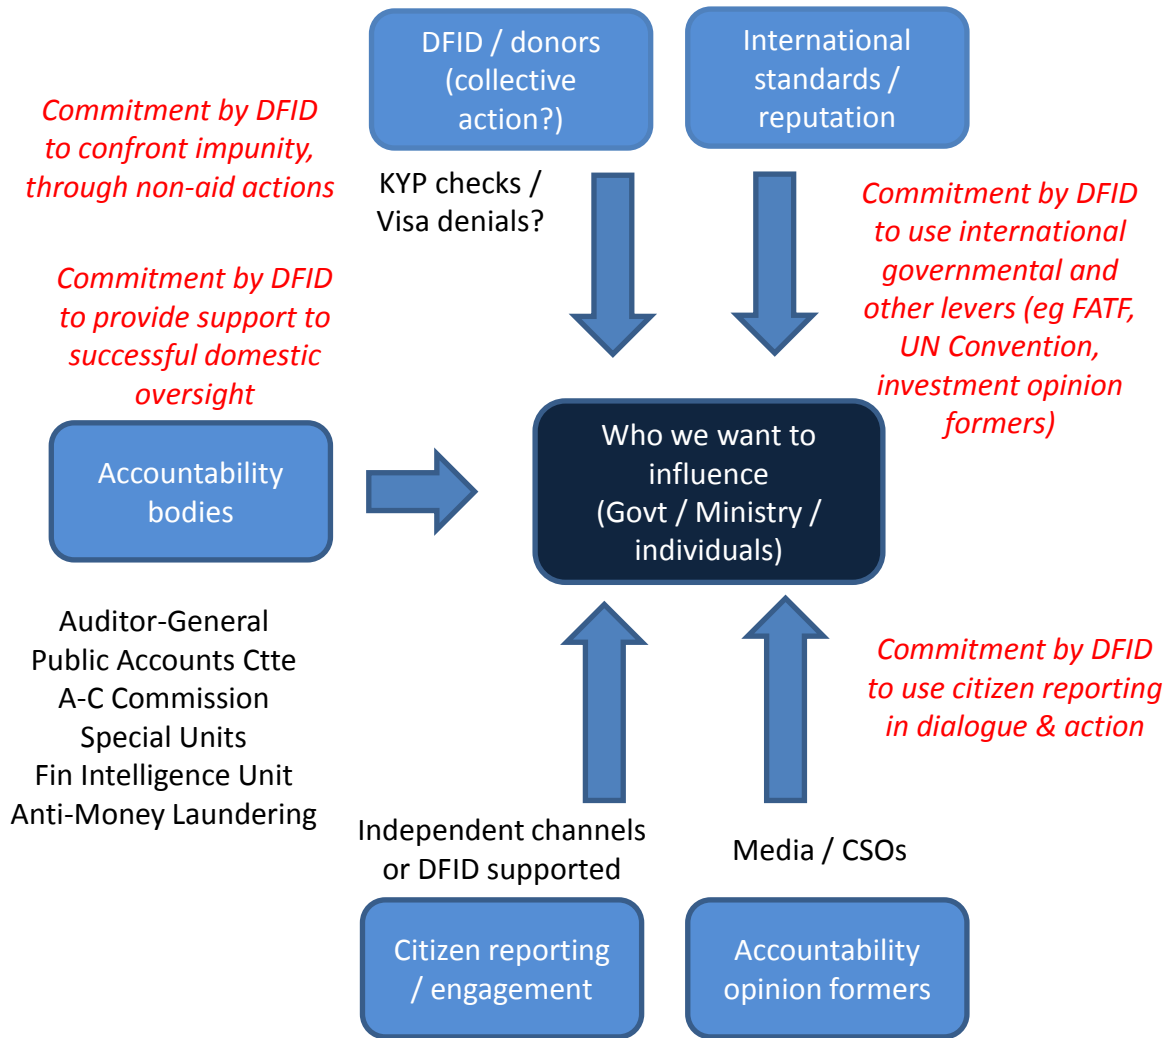 DFID / donors
(collective
action?)
International
standards /
reputation
Commitment by DFID
to confront impunity,
through non-aid actions
KYP checks /
Visa denials?
Commitment by DFID
to use international
governmental and
other levers (eg FATF,
UN Convention,
investment opinion
formers)
Commitment by DFID
to provide support to
successful domestic
oversight
Accountability
bodies
Who we want to
influence
(Govt / Ministry /
individuals)
Auditor-General
Public Accounts Ctte
A-C Commission
Special Units
Fin Intelligence Unit
Anti-Money Laundering
Commitment by DFID
to use citizen reporting
in dialogue & action
Independent channels
or DFID supported
Media / CSOs
Citizen reporting
/ engagement
Accountability
opinion formers